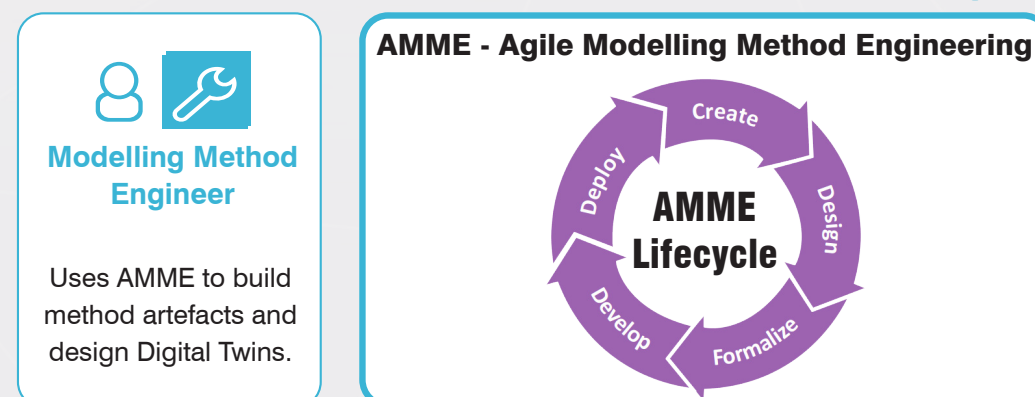 Modelling Method
Engineer
Uses AMME to build
method artefacts and
design Digital Twins.
AMME - Agile Modelling Method Engineering
Create
Design
Formalize
Develop
Deploy
AMME
Lifecycle